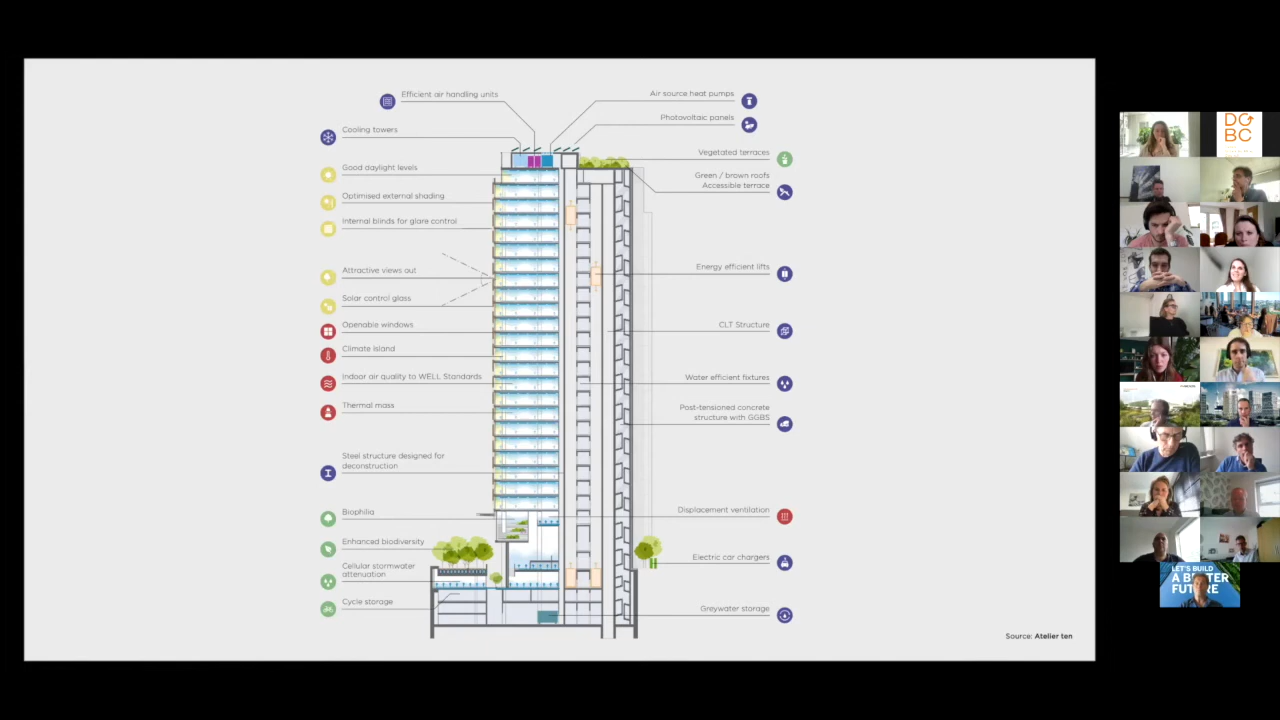 Efficient air handling units
Cooling towers
Good daylight levels
Optimised external shading
Internal blinds for glare control
Attractive views out
Solar control glass
Openable windows
Climate island
Indoor air quality to WELL Standards
Thermal mass
Steel structure designed for
deconstruction
Biophilia
Enhanced biodiversity
Cellular stormwater
attenuation
Cycle storage
Air source heat pumps
Photovoltaic panels
Vegetated terraces
Green / brown roofs
Accessible terrace
Energy efficient lifts
CLT Structure
Water efficient fixtures
Post-tensioned concrete
structure with GGBS
Displacement ventilation
Electric car chargers
Greywater storage
Source: Atelier ten
DG
BC
LET'S BUILD
A BETTER
FUTURE